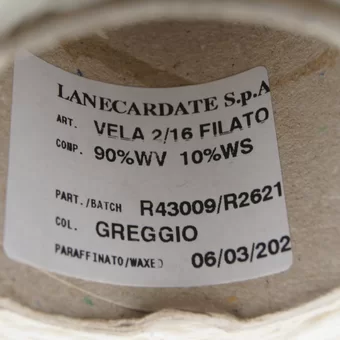 LANECARDATE S.p.A
ART. VELA 2/16 FILATO
COMP. 90%WV 10%WS
PART./BATCH R43009/R2621
COL. GREGGIO
PARAFFINATO/WAXED 06/03/202